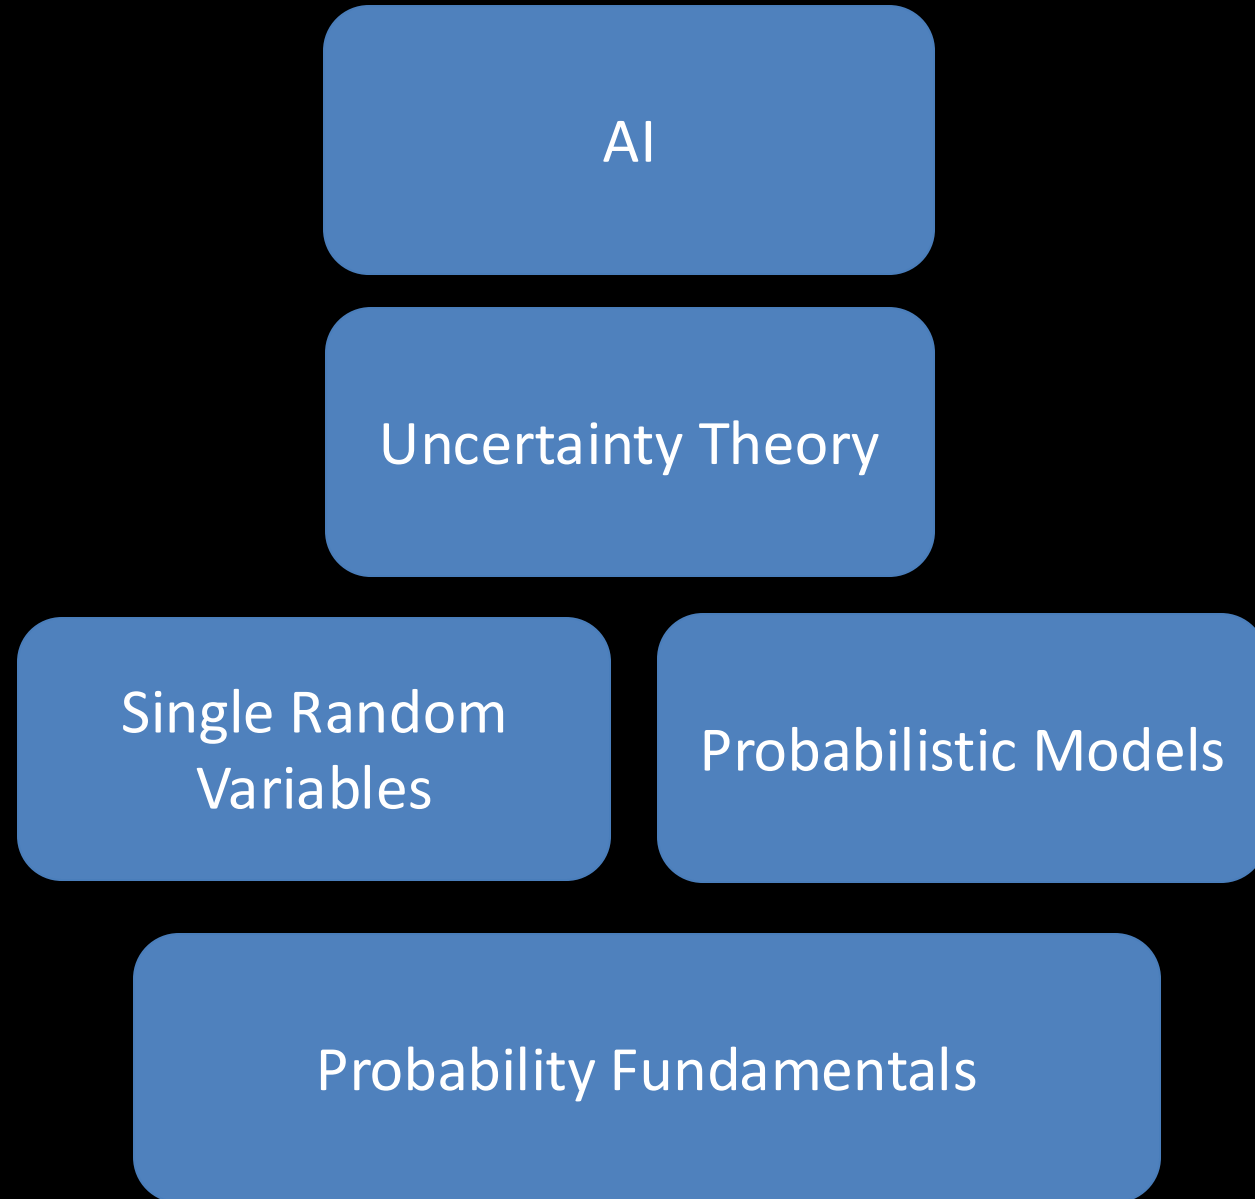 AI
Uncertainty Theory
Single Random
Variables
Probabilistic Models
Probability Fundamentals